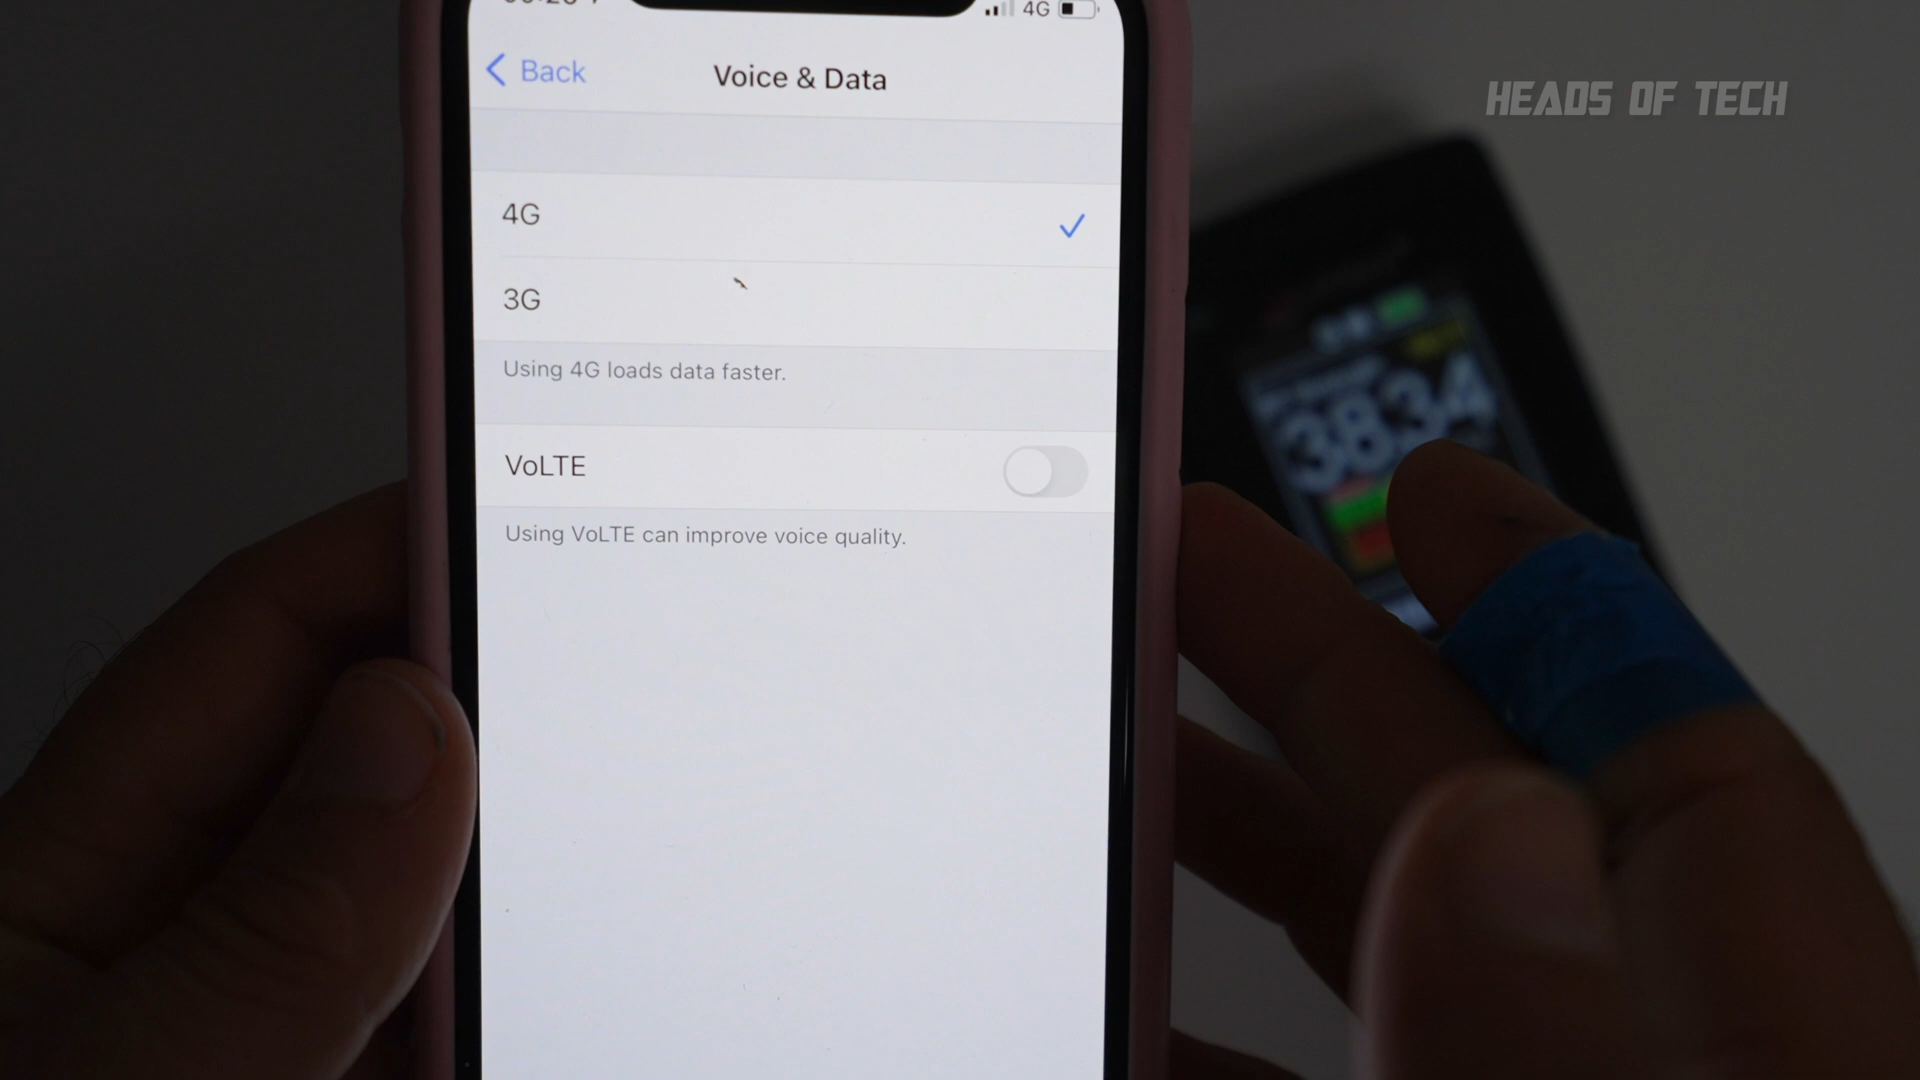 4G
Back
Voice & Data
HEADS OF TECH
4G
3G
Using 4G loads data faster.
3834
VoLTE
Using VoLTE can improve voice quality.